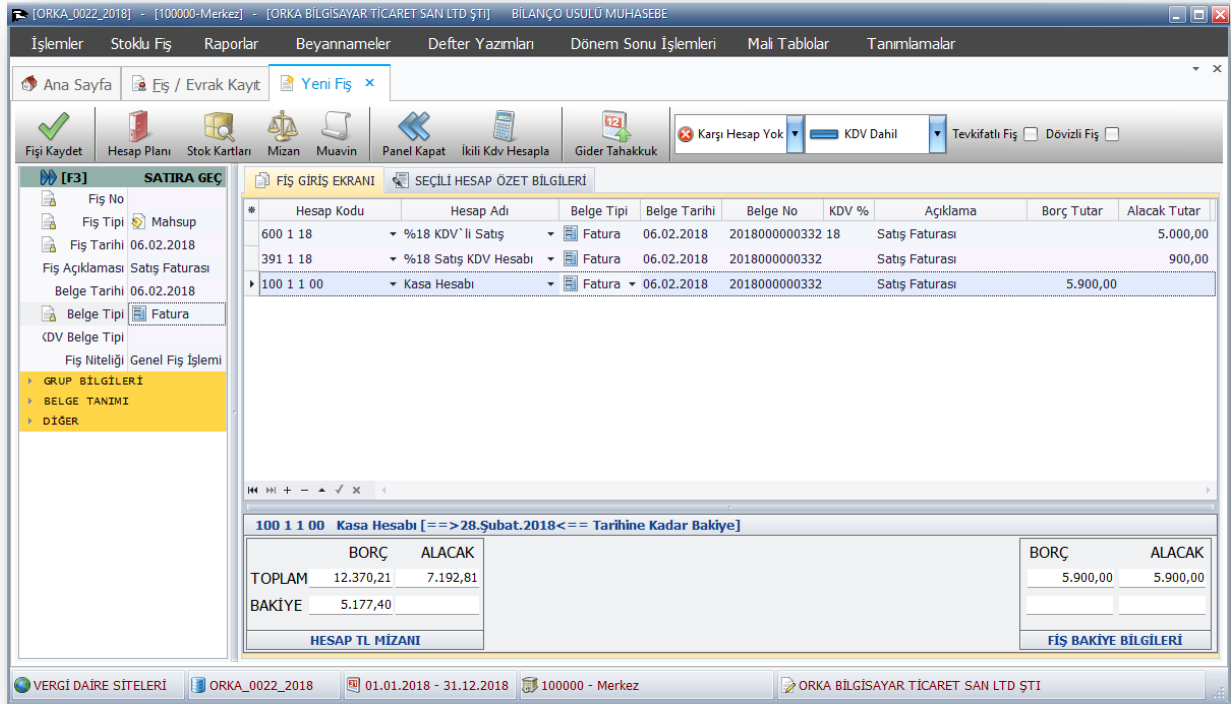 [ORKA_0022_2018] - [100000-Merkez] - [ORKA BİLGİSAYAR TİCARET SAN LTD ŞTI] BİLANÇO USULÜ MUHASEBE
İşlemler Stoklu Fiş Raporlar Beyannameler Defter Yazımları Dönem Sonu İşlemleri Mali Tablolar Tanımlamalar
Ana Sayfa Fiş / Evrak Kayıt Yeni Fiş
Fişi Kaydet Hesap Planı Stok Kartları Mizan Muavin Panel Kapat İkili Kdv Hesapla Gider Tahakkuk Karşı Hesap Yok KDV Dahil Tevkifatlı Fiş Dövizli Fiş
[F3] SATIRA GEÇ
Fiş No
Fiş Tipi Mahsup
Fiş Tarihi 06.02.2018
Fiş Açıklaması Satış Faturası
Belge Tarihi 06.02.2018
Belge Tipi Fatura
KDV Belge Tipi
Fiş Niteliği Genel Fiş İşlemi
GRUP BİLGİLERİ
BELGE TANIMI
DİĞER
FİŞ GİRİŞ EKRANI SEÇİLİ HESAP ÖZET BİLGİLERİ
Hesap Kodu Hesap Adı Belge Tipi Belge Tarihi Belge No KDV % Açıklama Borç Tutar Alacak Tutar
600 1 18 %18 KDV`li Satış Fatura 06.02.2018 2018000000332 18 Satış Faturası 5.000,00
391 1 18 %18 Satış KDV Hesabı Fatura 06.02.2018 2018000000332 Satış Faturası 900,00
100 1 1 00 Kasa Hesabı Fatura 06.02.2018 2018000000332 Satış Faturası 5.900,00
100 1 1 00 Kasa Hesabı [==>28.Şubat.2018<== Tarihine Kadar Bakiye]
BORÇ ALACAK
TOPLAM 12.370,21 7.192,81
BAKİYE 5.177,40
HESAP TL MİZANI
BORÇ ALACAK
5.900,00 5.900,00
FİŞ BAKİYE BİLGİLERİ
VERGİ DAİRE SİTELERİ ORKA_0022_2018 01.01.2018 - 31.12.2018 100000 - Merkez ORKA BİLGİSAYAR TİCARET SAN LTD ŞTI